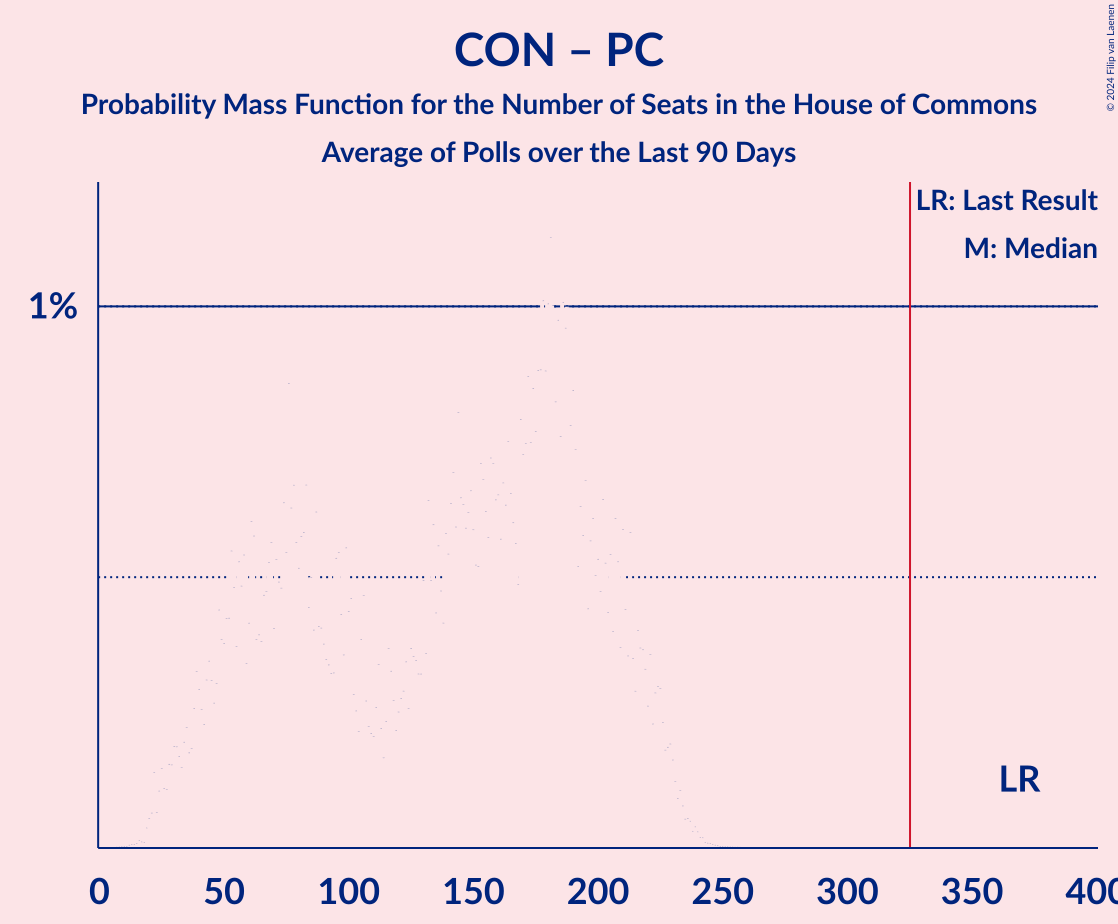 CON – PC
Probability Mass Function for the Number of Seats in the House of Commons
Average of Polls over the Last 90 Days
© 2024 Filip van Laenen
LR: Last Result
M: Median
1%
LR
0 50 100 150 200 250 300 350 400